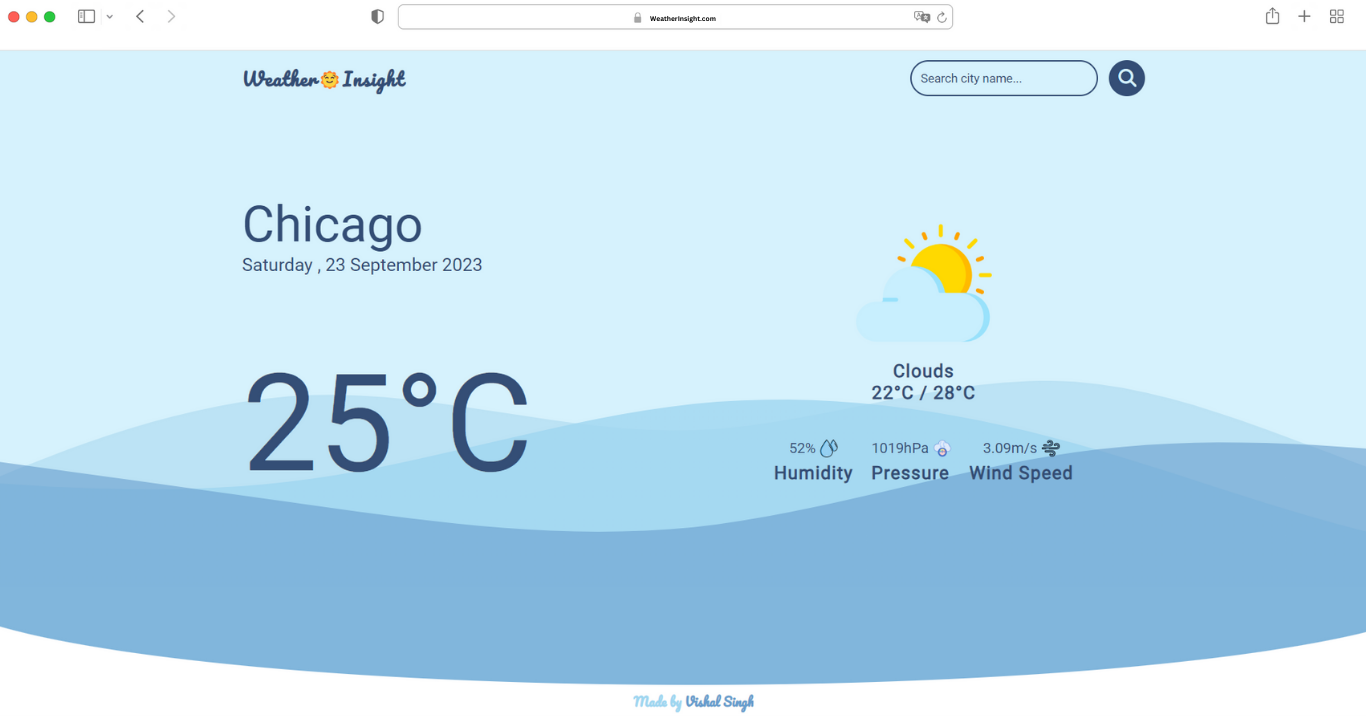 WeatherInsight.com
Weather Insight
Search city name...
Chicago
Saturday , 23 September 2023
25°C
Clouds
22°C / 28°C
52% 1019hPa 3.09m/s
Humidity Pressure Wind Speed
Made by Vishal Singh